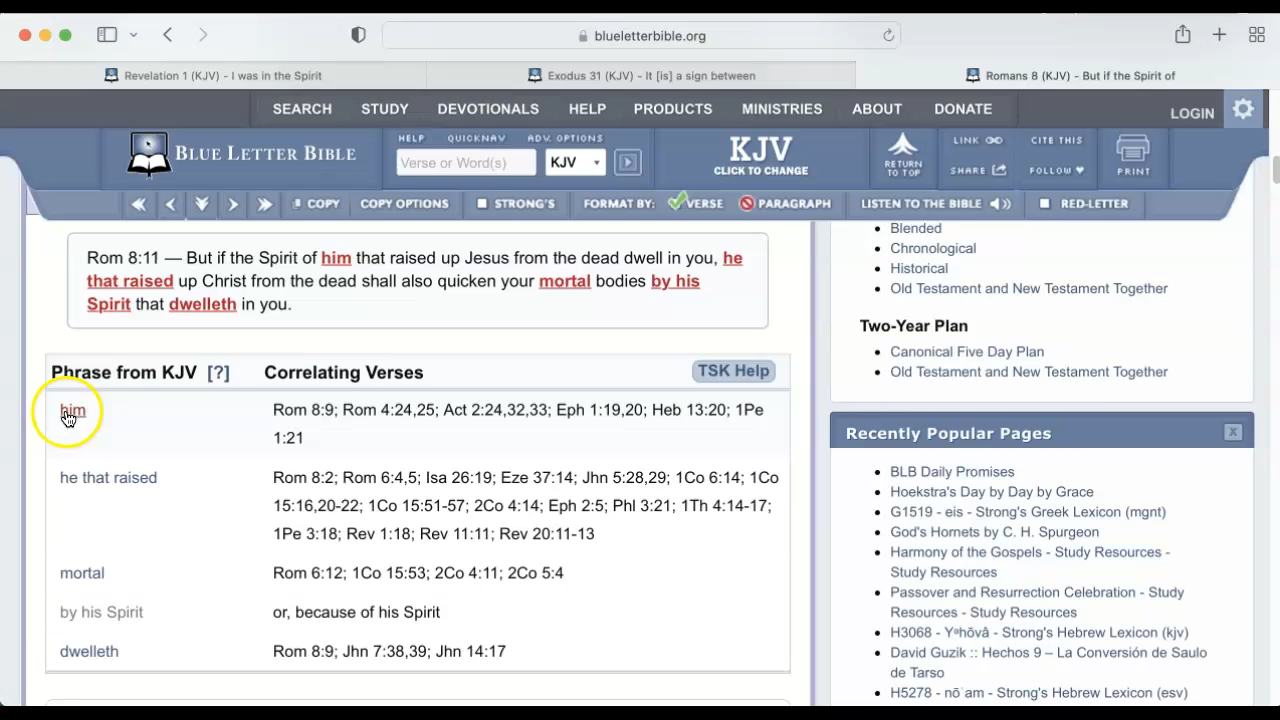 blueletterbible.org
Revelation 1 (KJV) - I was in the Spirit
Exodus 31 (KJV) - It [is] a sign between
Romans 8 (KJV) - But if the Spirit of
SEARCH STUDY DEVOTIONALS HELP PRODUCTS MINISTRIES ABOUT DONATE LOGIN
BLUE LETTER BIBLE
HELP QUICKNAV ADV. OPTIONS
Verse or Word(s) KJV
KJV
CLICK TO CHANGE
RETURN
TO TOP
LINK CITE THIS
SHARE FOLLOW
PRINT
COPY COPY OPTIONS STRONG'S FORMAT BY: VERSE PARAGRAPH LISTEN TO THE BIBLE RED-LETTER
Rom 8:11 — But if the Spirit of him that raised up Jesus from the dead dwell in you, he
that raised up Christ from the dead shall also quicken your mortal bodies by his
Spirit that dwelleth in you.
Phrase from KJV [?] Correlating Verses TSK Help
him Rom 8:9; Rom 4:24,25; Act 2:24,32,33; Eph 1:19,20; Heb 13:20; 1Pe
1:21
he that raised Rom 8:2; Rom 6:4,5; Isa 26:19; Eze 37:14; Jhn 5:28,29; 1Co 6:14; 1Co
15:16,20-22; 1Co 15:51-57; 2Co 4:14; Eph 2:5; Phl 3:21; 1Th 4:14-17;
1Pe 3:18; Rev 1:18; Rev 11:11; Rev 20:11-13
mortal Rom 6:12; 1Co 15:53; 2Co 4:11; 2Co 5:4
by his Spirit or, because of his Spirit
dwelleth Rom 8:9; Jhn 7:38,39; Jhn 14:17
Blended
Chronological
Historical
Old Testament and New Testament Together
Two-Year Plan
Canonical Five Day Plan
Old Testament and New Testament Together
Recently Popular Pages X
BLB Daily Promises
Hoekstra's Day by Day by Grace
G1519 - eis - Strong's Greek Lexicon (mgnt)
God's Hornets by C. H. Spurgeon
Harmony of the Gospels - Study Resources -
Study Resources
Passover and Resurrection Celebration - Study
Resources - Study Resources
H3068 - Yᵊhōvâ - Strong's Hebrew Lexicon (kjv)
David Guzik :: Hechos 9 – La Conversión de Saulo
de Tarso
H5278 - nōʿam - Strong's Hebrew Lexicon (esv)